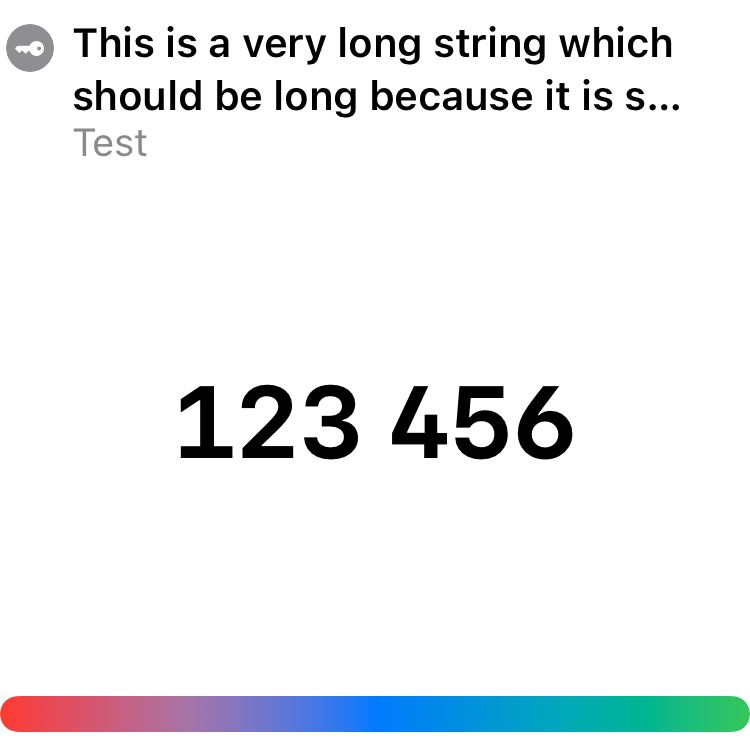 This is a very long string which
should be long because it is s...
Test
123 456